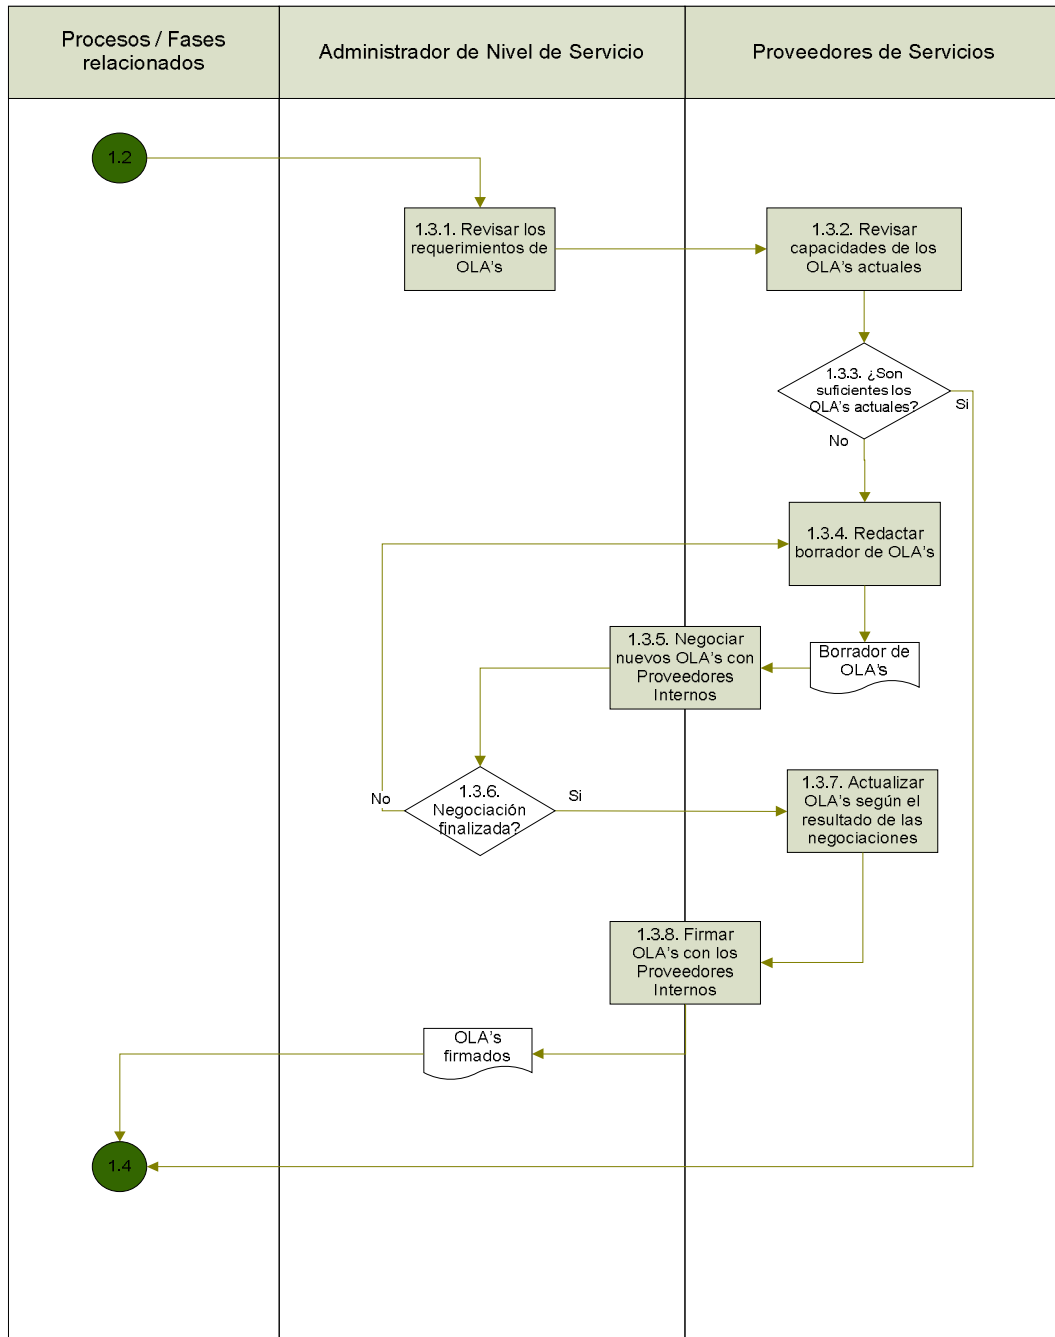 Procesos / Fases
relacionados
Administrador de Nivel de Servicio
Proveedores de Servicios
1.2
1.3.1. Revisar los
requerimientos de
OLA's
1.3.2. Revisar
capacidades de los
OLA's actuales
1.3.3. ¿Son
suficientes los
OLA's actuales?
Si
No
1.3.4. Redactar
borrador de OLA's
Borrador de
OLA's
1.3.5. Negociar
nuevos OLA's con
Proveedores
Internos
1.3.6.
Negociación
finalizada?
No
Si
1.3.7. Actualizar
OLA's según el
resultado de las
negociaciones
1.3.8. Firmar
OLA's con los
Proveedores
Internos
OLA's
firmados
1.4